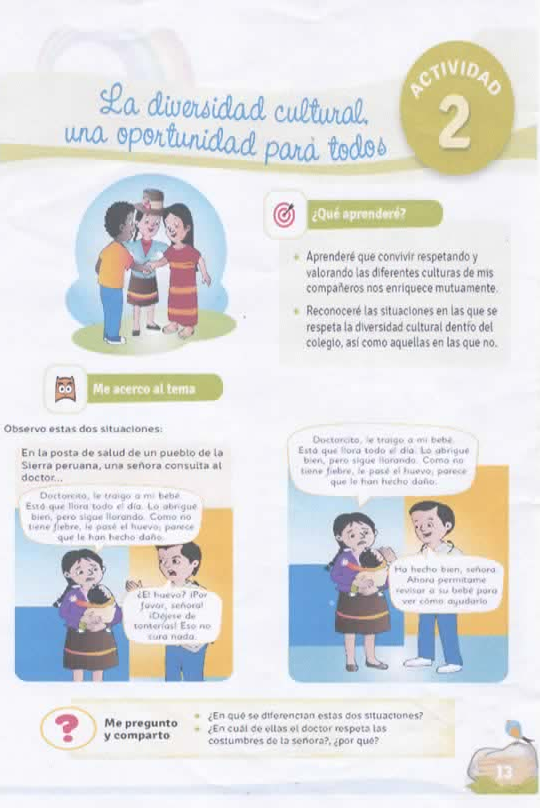 ACTIVIDAD
2
La diversidad cultural,
una oportunidad para todos
¿Qué aprenderé?
Aprenderé que convivir respetando y
valorando las diferentes culturas de mis
compañeros nos enriquece mutuamente.
Reconoceré las situaciones en las que se
respeta la diversidad cultural dentro del
colegio, así como aquellas en las que no.
Me acerco al tema
Observo estas dos situaciones:
En la posta de salud de un pueblo de la
Sierra peruana, una señora consulta al
doctor...
Doctorcito, le traigo a mi bebé.
Está que llora todo el día. Lo abrigué
bien, pero sigue llorando. Como no
tiene fiebre, le pasé el huevo; parece
que le han hecho daño.
¿El huevo? ¡Por
favor, señora!
¡Déjese de
tonterías! Eso no
cura nada.
Doctorcito, le traigo a mi bebé.
Está que llora todo el día. Lo abrigué
bien, pero sigue llorando. Como no
tiene fiebre, le pasé el huevo; parece
que le han hecho daño.
Ha hecho bien, señora.
Ahora permítame
revisar a su bebé para
ver cómo ayudarlo.
Me pregunto
y comparto
¿En qué se diferencian estas dos situaciones?
¿En cuál de ellas el doctor respeta las
costumbres de la señora?, ¿por qué?
13